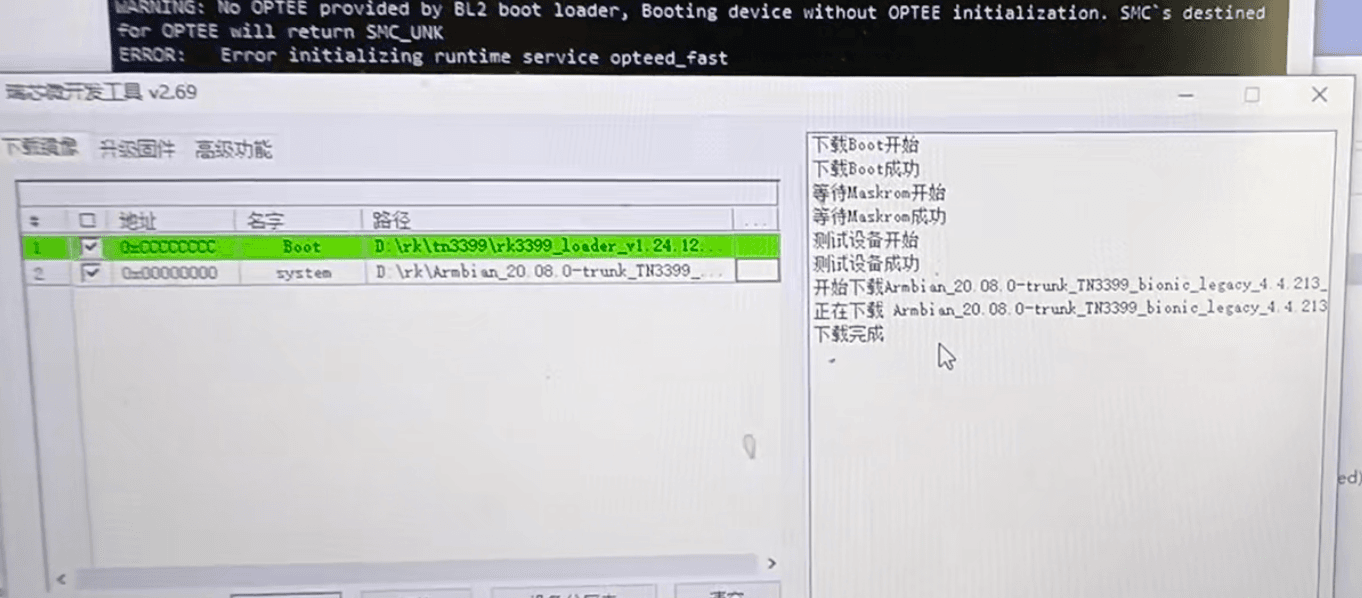 WARNING: No OPTEE provided by BL2 boot loader, Booting device without OPTEE initialization. SMC`s destined
for OPTEE will return SMC_UNK
ERROR: Error initializing runtime service opteed_fast
瑞芯微开发工具 v2.69
下载镜像 升级固件 高级功能
# 地址 名字 路径 ...
1 0xCCCCCCCC Boot D:\rk\tn3399\rk3399_loader_v1.24.12...
2 0x00000000 system D:\rk\Armbian_20.08.0-trunk_TN3399_...
下载Boot开始
下载Boot成功
等待Maskrom开始
等待Maskrom成功
测试设备开始
测试设备成功
开始下载Armbian_20.08.0-trunk_TN3399_bionic_legacy_4.4.213_
正在下载 Armbian_20.08.0-trunk_TN3399_bionic_legacy_4.4.213
下载完成
ed)
清空